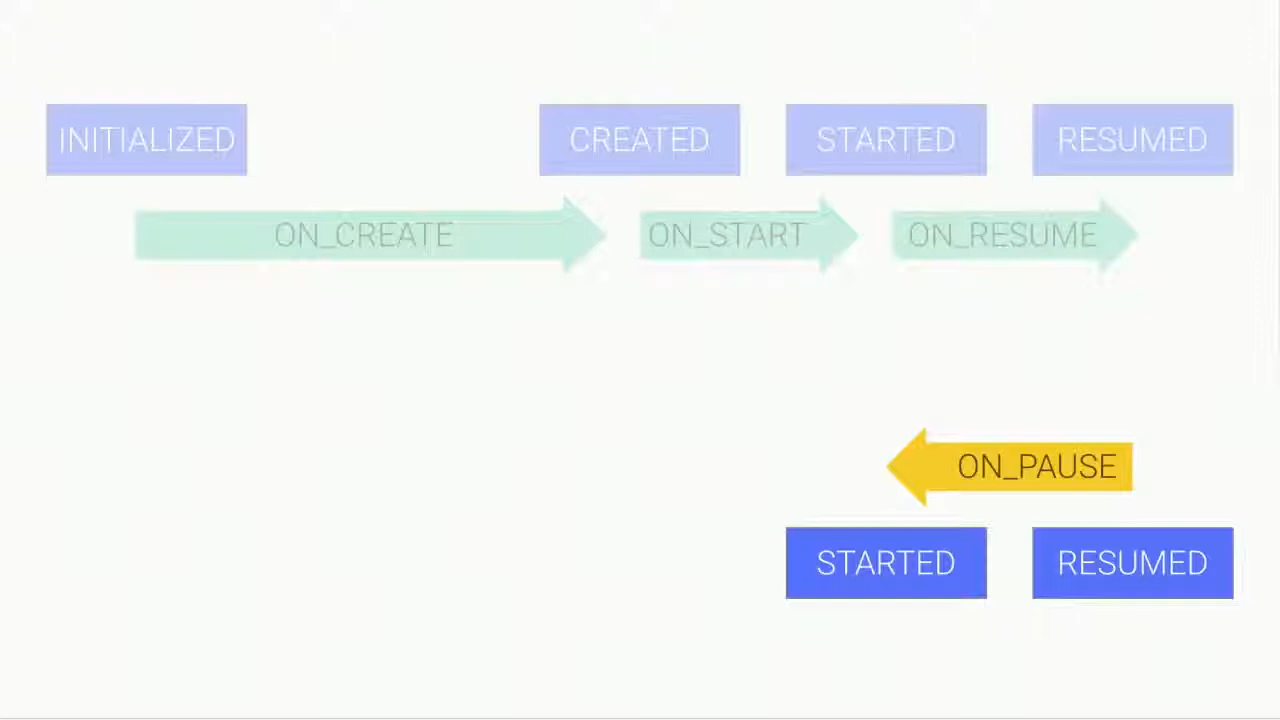 INITIALIZED
CREATED
STARTED
RESUMED
ON_CREATE
ON_START
ON_RESUME
ON_PAUSE
STARTED
RESUMED